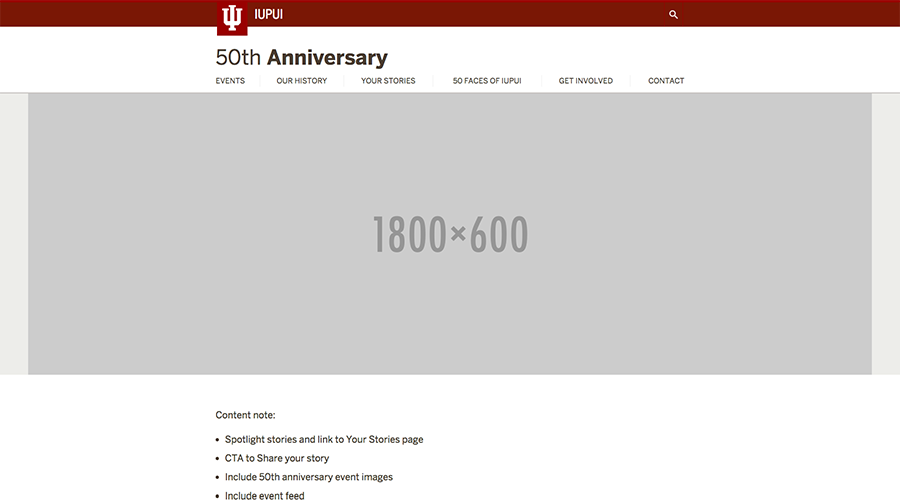 IUPUI
50th Anniversary
EVENTS OUR HISTORY YOUR STORIES 50 FACES OF IUPUI GET INVOLVED CONTACT
1800×600
Content note:
• Spotlight stories and link to Your Stories page
• CTA to Share your story
• Include 50th anniversary event images
• Include event feed